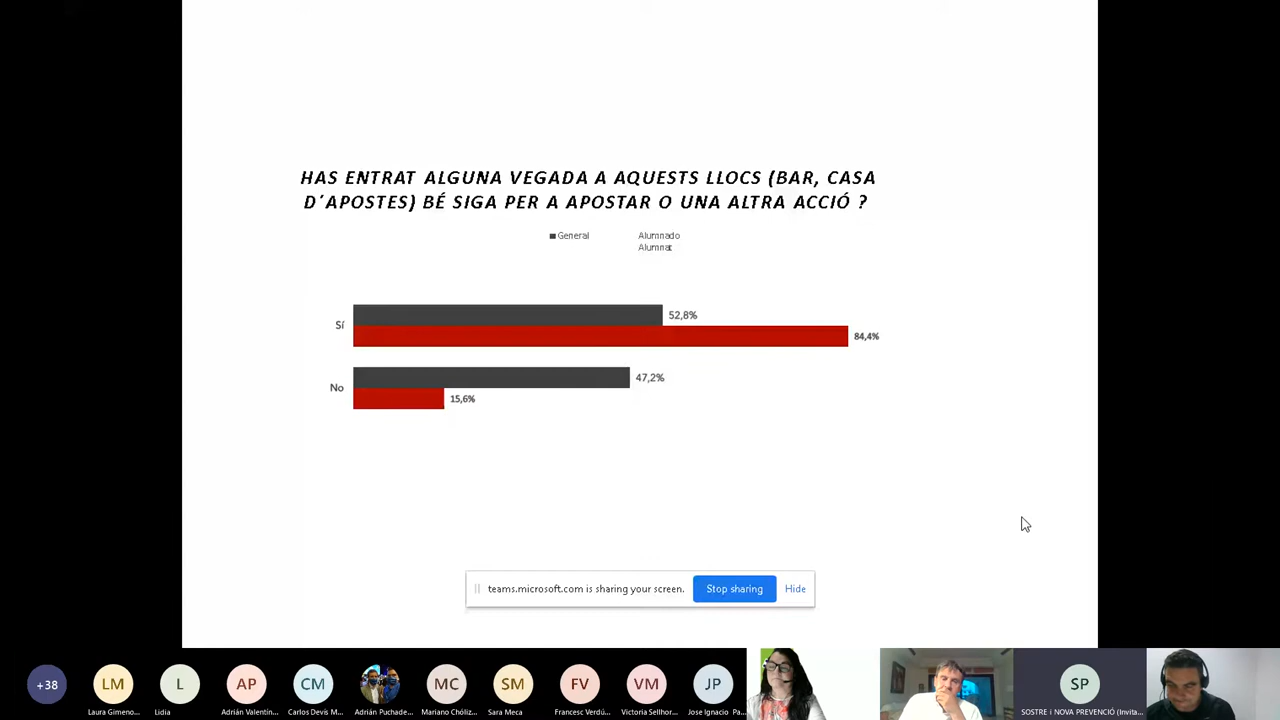 HAS ENTRAT ALGUNA VEGADA A AQUESTS LLOCS (BAR, CASA
D´APOSTES) BÉ SIGA PER A APOSTAR O UNA ALTRA ACCIÓ ?
General
Alumnado
52,8%
Sí
84,4%
47,2%
No
15,6%
teams.microsoft.com is sharing your screen.
Stop sharing
Hide
+38
LM
L
AP
CM
MC
SM
FV
VM
JP
SP
Laura Gimeno...
Lidia
Adrián Valentín...
Carlos Devis M...
Adrián Puchade...
Mariano Chóliz...
Sara Meca
Francesc Verdú...
Victoria Sellhor...
Jose Ignacio Pa...
SOSTRE i NOVA PREVENCIÓ (Invita...